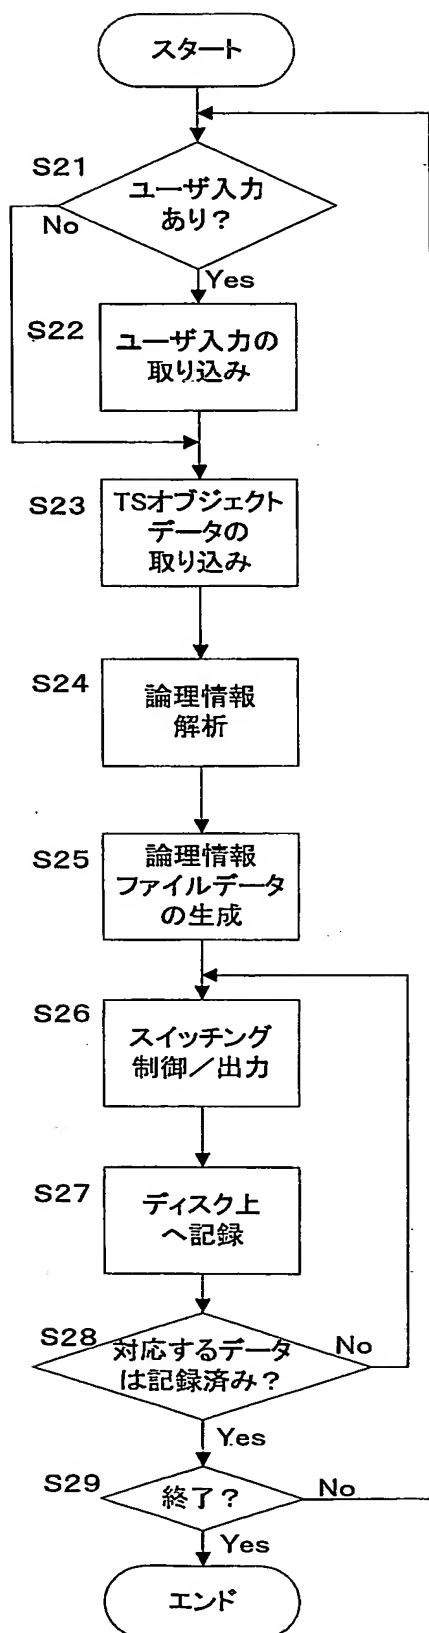 スタート
S21
ユーザ入力
あり?
No
Yes
S22
ユーザ入力の
取り込み
S23
TSオブジェクト
データの
取り込み
S24
論理情報
解析
S25
論理情報
ファイルデータ
の生成
S26
スイッチング
制御/出力
S27
ディスク上
へ記録
S28
対応するデータ
は記録済み?
No
Yes
S29
終了?
No
Yes
エンド